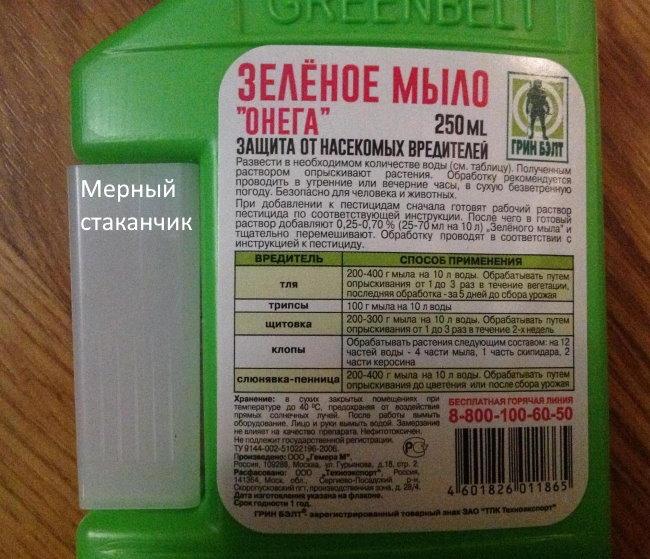 GREENBELT
ЗЕЛЁНОЕ МЫЛО
"ОНЕГА"
250 ML
ГРИН БЭЛТ
ЗАЩИТА ОТ НАСЕКОМЫХ ВРЕДИТЕЛЕЙ
Развести в необходимом количестве воды (см. таблицу). Полученным
раствором опрыскивают растения. Обработку рекомендуется
проводить в утренние или вечерние часы, в сухую безветренную
погоду. Безопасно для человека и животных.
При добавлении к пестицидам сначала готовят рабочий раствор
пестицида по соответствующей инструкции. После чего в готовый
раствор добавляют 0,25-0,70 % (25-70 мл на 10 л) „Зелёного мыла" и
тщательно перемешивают. Обработку проводят в соответствии с
инструкцией к пестициду.
Мерный
стаканчик
ВРЕДИТЕЛЬ СПОСОБ ПРИМЕНЕНИЯ
тля
200-400 г мыла на 10 л воды. Обрабатывать путем
опрыскивания от 1 до 3 раз в течение вегетации,
последняя обработка - за 5 дней до сбора урожая
трипсы 100 г мыла на 10 л воды
щитовка
200-300 г мыла на 10 л воды. Обрабатывать путем
опрыскивания от 1 до 3 раз в течение 2-х недель
клопы
Обрабатывать растения следующим составом: на 12
частей воды - 4 части мыла, 1 часть скипидара, 2
части керосина
слюнявка-пенница
200-400 г мыла на 10 л воды. Обрабатывать путем
опрыскивания до цветения или после сбора урожая
Хранение: в сухих закрытых помещениях при
температуре до 40 ºС, предохраняя от воздействия
прямых солнечных лучей. После работы вымыть
оборудование. Лицо и руки вымыть водой. Замерзание
не влияет на качество препарата. Нефитотоксичен.
Не подлежит государственной регистрации.
ТУ 9144-002-51022196-2006.
Произведено: ООО „Гемера М".
Россия, 109288, Москва, ул. Гурьянова, д.18, стр. 2.
Расфасовано: ООО "Техноэкспорт", Россия,
141364, Моск. обл., Сергиево-Посадский р-н,
Скоропусковский пгт, производственная зона, д. 28/4.
Дата изготовления указана на флаконе.
Срок годности 1 год.
БЕСПЛАТНАЯ ГОРЯЧАЯ ЛИНИЯ
8-800-100-60-50
4 601826 011865
ГРИН БЭЛТ - зарегистрированный товарный знак ЗАО "ТПК Техноэкспорт"